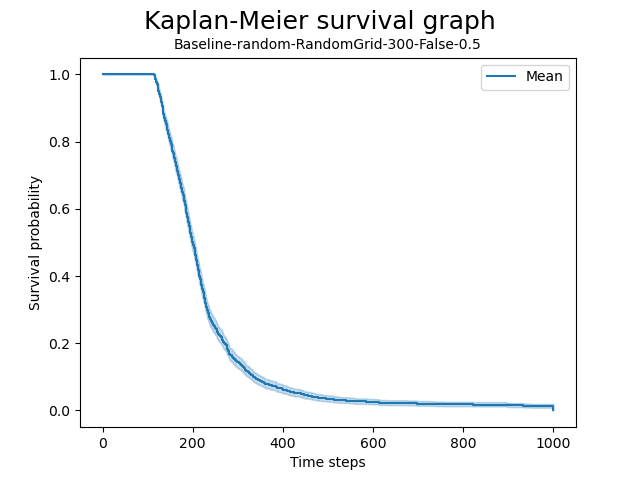 Kaplan-Meier survival graph
Baseline-random-RandomGrid-300-False-0.5
Mean
Survival probability
1.0
0.8
0.6
0.4
0.2
0.0
0 200 400 600 800 1000
Time steps